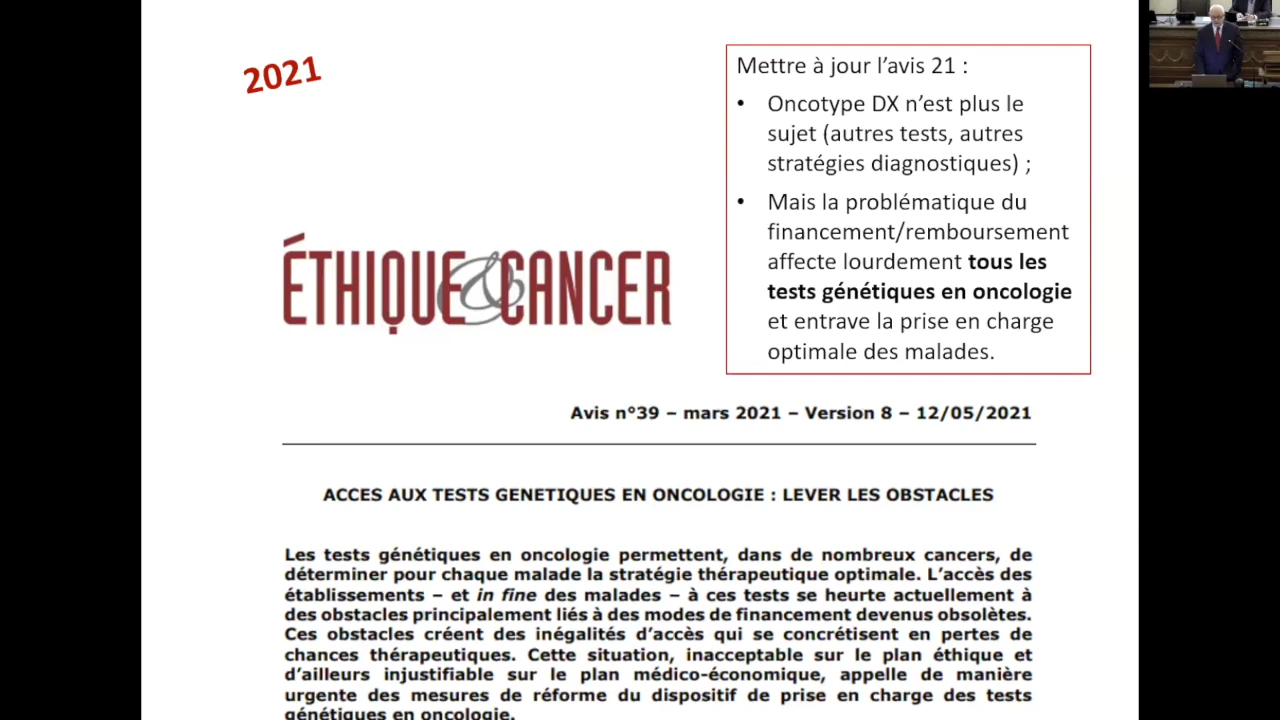 2021
Mettre à jour l’avis 21 :
• Oncotype DX n’est plus le
sujet (autres tests, autres
stratégies diagnostiques) ;
• Mais la problématique du
financement/remboursement
affecte lourdement tous les
tests génétiques en oncologie
et entrave la prise en charge
optimale des malades.
ÉTHIQUE & CANCER
Avis n°39 – mars 2021 – Version 8 – 12/05/2021
ACCES AUX TESTS GENETIQUES EN ONCOLOGIE : LEVER LES OBSTACLES
Les tests génétiques en oncologie permettent, dans de nombreux cancers, de
déterminer pour chaque malade la stratégie thérapeutique optimale. L’accès des
établissements – et in fine des malades – à ces tests se heurte actuellement à
des obstacles principalement liés à des modes de financement devenus obsolètes.
Ces obstacles créent des inégalités d’accès qui se concrétisent en pertes de
chances thérapeutiques. Cette situation, inacceptable sur le plan éthique et
d’ailleurs injustifiable sur le plan médico-économique, appelle de manière
urgente des mesures de réforme du dispositif de prise en charge des tests
génétiques en oncologie.